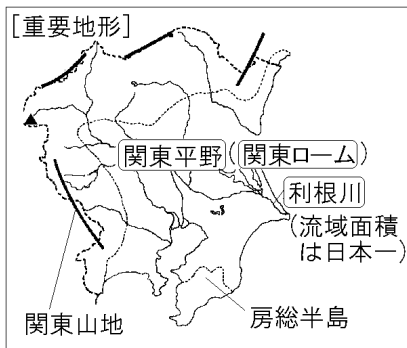 [重要地形]
関東平野(関東ローム)
利根川
(流域面積
は日本一)
関東山地
房総半島